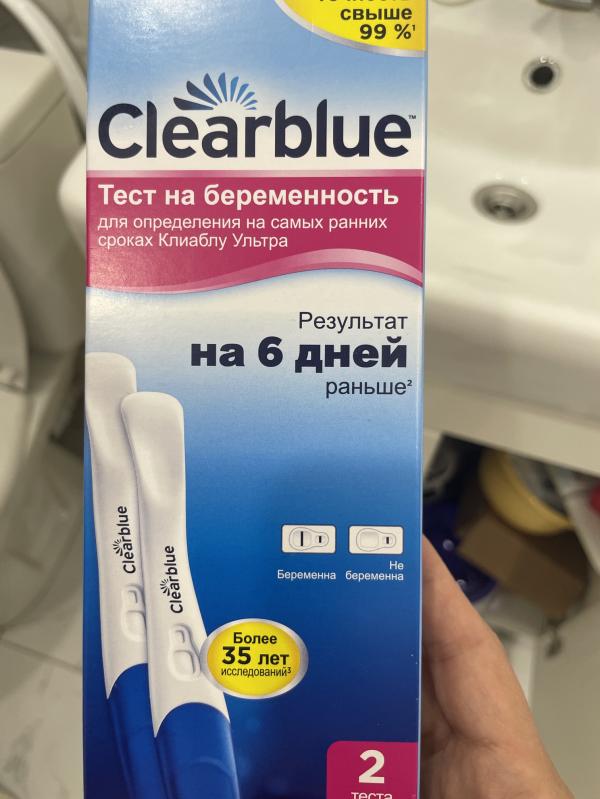 свыше
99 %¹
Clearblue™
Тест на беременность
для определения на самых ранних
сроках Клиаблу Ультра
Результат
на 6 дней
раньше²
Clearblue
Clearblue
Беременна
Не
беременна
Более
35 лет
исследований³
2
теста